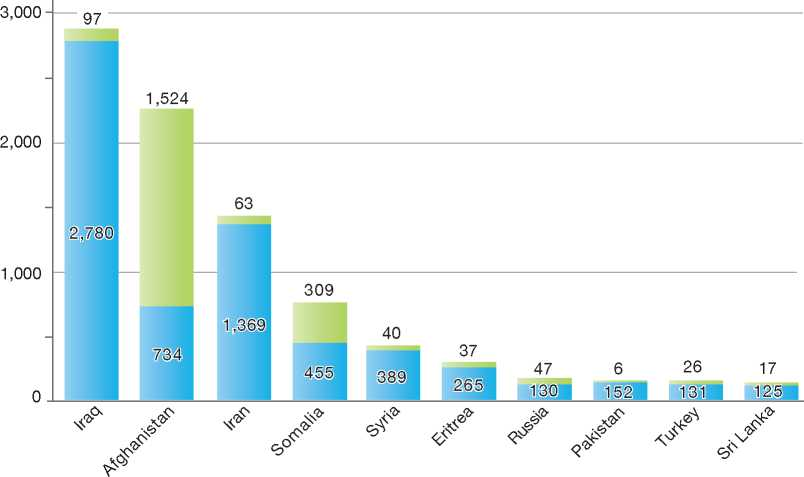 3,000
2,000
1,000
0
97
2,780
1,524
734
63
1,369
309
455
40
389
37
265
47
130
6
152
26
131
17
125
Iraq
Afghanistan
Iran
Somalia
Syria
Eritrea
Russia
Pakistan
Turkey
Sri Lanka